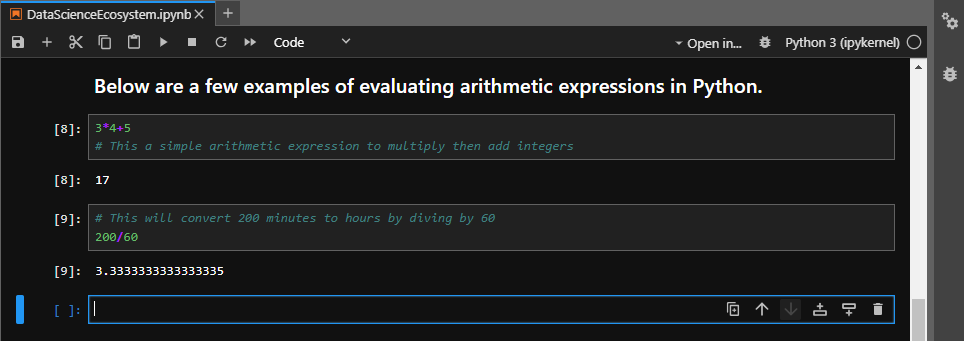 DataScienceEcosystem.ipynb
Code
Open in...
Python 3 (ipykernel)
Below are a few examples of evaluating arithmetic expressions in Python.
[8]: 3*4+5
# This a simple arithmetic expression to multiply then add integers
[8]: 17
[9]: # This will convert 200 minutes to hours by diving by 60
200/60
[9]: 3.3333333333333335
[ ]: